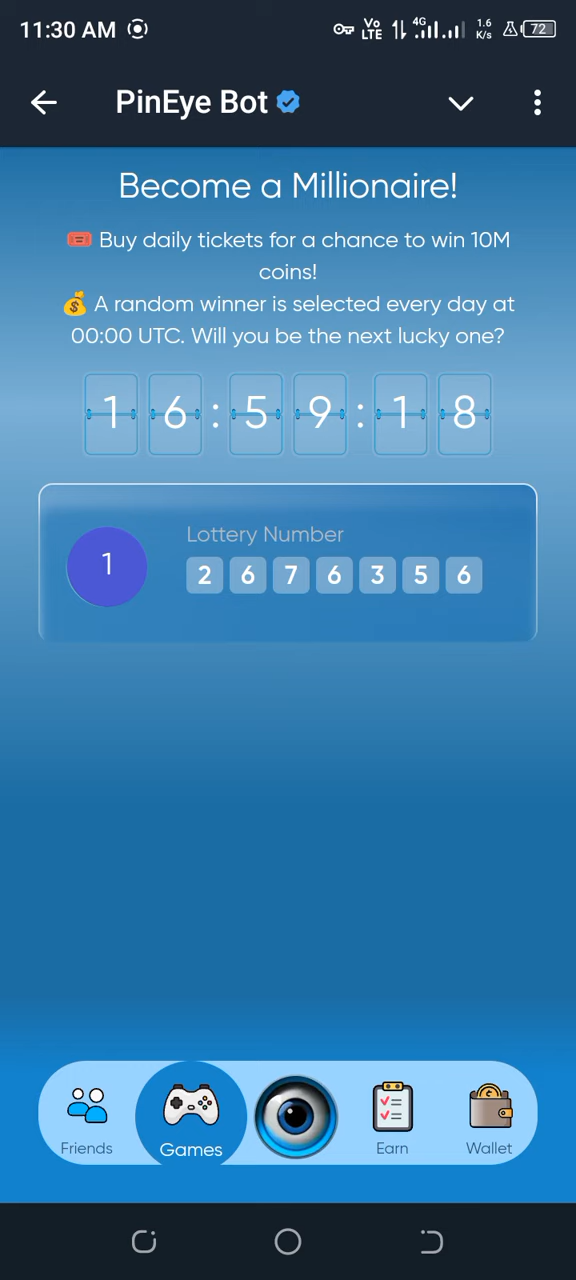 11:30 AM
Vo LTE 4G 1.6 K/s 72
PinEye Bot
Become a Millionaire!
🎟️ Buy daily tickets for a chance to win 10M
coins!
💰 A random winner is selected every day at
00:00 UTC. Will you be the next lucky one?
16:59:18
Lottery Number
1
2 6 7 6 3 5 6
Friends
Games
Earn
Wallet